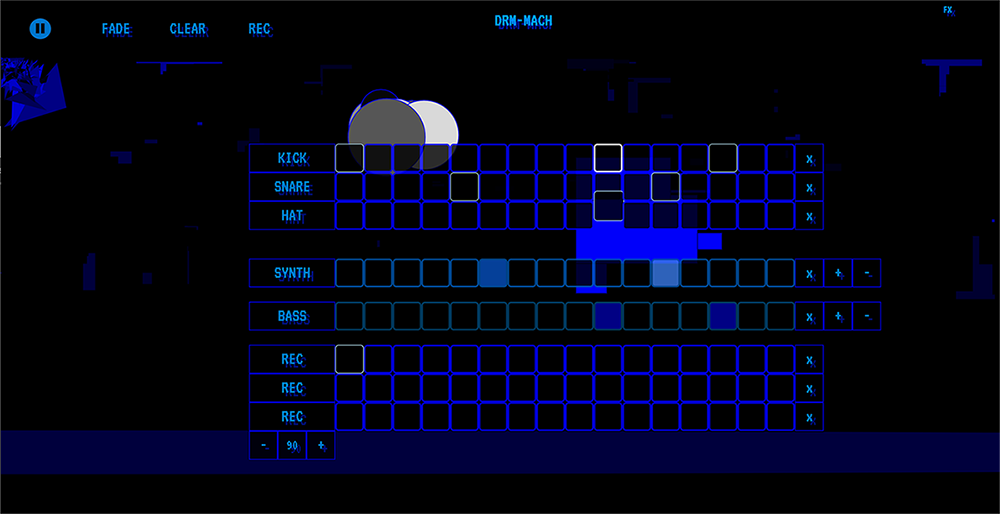 DRM-MACH
FX
FADE CLEAR REC
KICK x
SNARE x
HAT x
SYNTH x + -
BASS x + -
REC x
REC x
REC x
- 90 +